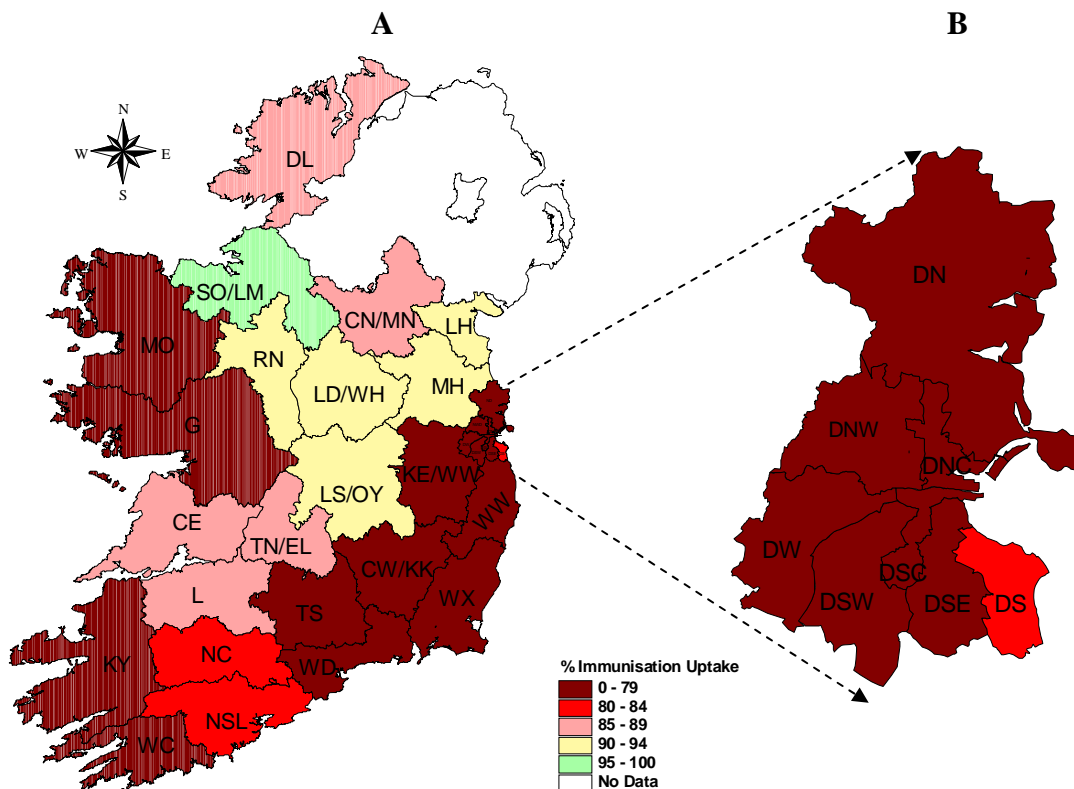 A
B
N
W E
S
DL
SO/LM
CN/MN
LH
MO
RN
LD/WH
MH
G
KE/WW
LS/OY
WW
CE
TN/EL
CW/KK
L
TS
WX
KY
NC
WD
NSL
WC
DN
DNW
DNC
DW
DSC
DSW
DSE
DS
% Immunisation Uptake
0 - 79
80 - 84
85 - 89
90 - 94
95 - 100
No Data